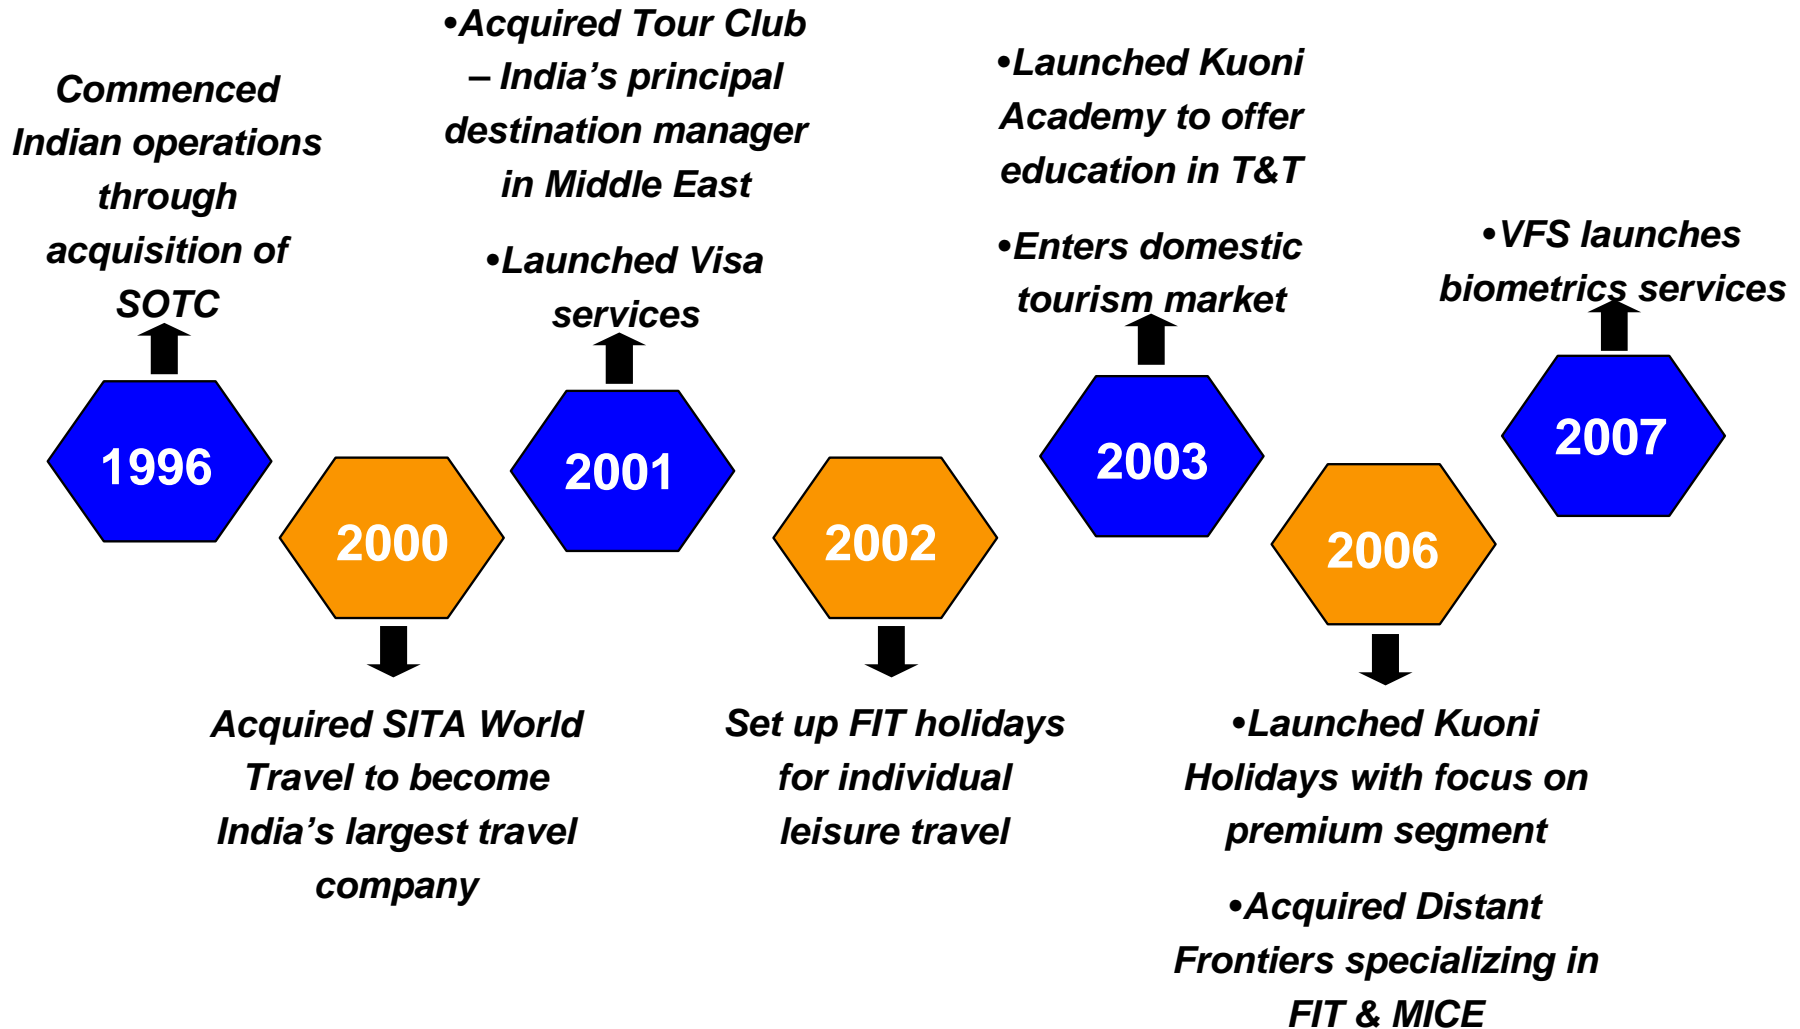 Commenced
Indian operations
through
acquisition of
SOTC
1996
2000
Acquired SITA World
Travel to become
India’s largest travel
company
•Acquired Tour Club
– India’s principal
destination manager
in Middle East
•Launched Visa
services
2001
2002
Set up FIT holidays
for individual
leisure travel
•Launched Kuoni
Academy to offer
education in T&T
•Enters domestic
tourism market
2003
2006
•Launched Kuoni
Holidays with focus on
premium segment
•Acquired Distant
Frontiers specializing in
FIT & MICE
•VFS launches
biometrics services
2007